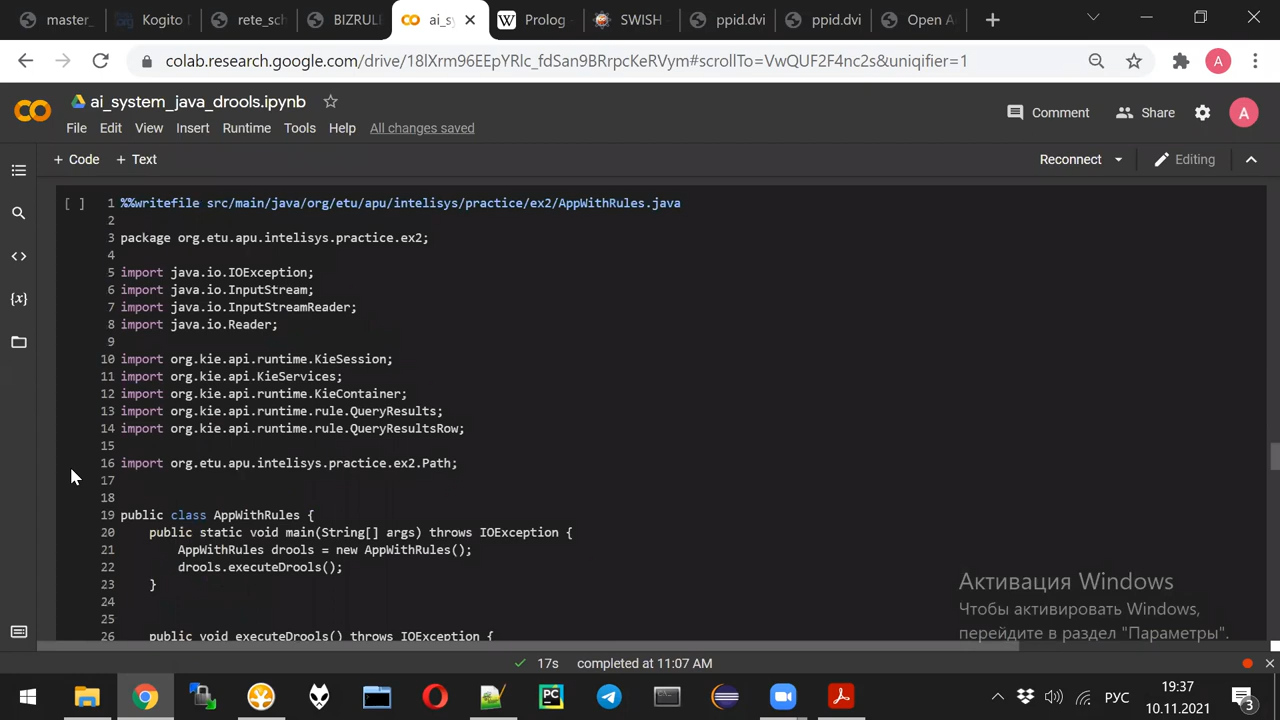 master_
Kogito
rete_sch
BIZRULE
ai_sy
Prolog
SWISH
ppid.dvi
ppid.dvi
Open A
colab.research.google.com/drive/18lXrm96EEpYRlc_fdSan9BRrpcKeRVym#scrollTo=VwQUF2F4nc2s&uniqifier=1
A
ai_system_java_drools.ipynb
File Edit View Insert Runtime Tools Help All changes saved
Comment Share A
+ Code + Text
Reconnect Editing
[ ] 1 %%writefile src/main/java/org/etu/apu/intelisys/practice/ex2/AppWithRules.java
2
3 package org.etu.apu.intelisys.practice.ex2;
4
5 import java.io.IOException;
6 import java.io.InputStream;
7 import java.io.InputStreamReader;
8 import java.io.Reader;
9
10 import org.kie.api.runtime.KieSession;
11 import org.kie.api.KieServices;
12 import org.kie.api.runtime.KieContainer;
13 import org.kie.api.runtime.rule.QueryResults;
14 import org.kie.api.runtime.rule.QueryResultsRow;
15
16 import org.etu.apu.intelisys.practice.ex2.Path;
17
18
19 public class AppWithRules {
20 public static void main(String[] args) throws IOException {
21 AppWithRules drools = new AppWithRules();
22 drools.executeDrools();
23 }
24
25
26 public void executeDrools() throws IOException {
Активация Windows
Чтобы активировать Windows,
перейдите в раздел "Параметры".
17s completed at 11:07 AM
РУС
19:37
10.11.2021
3